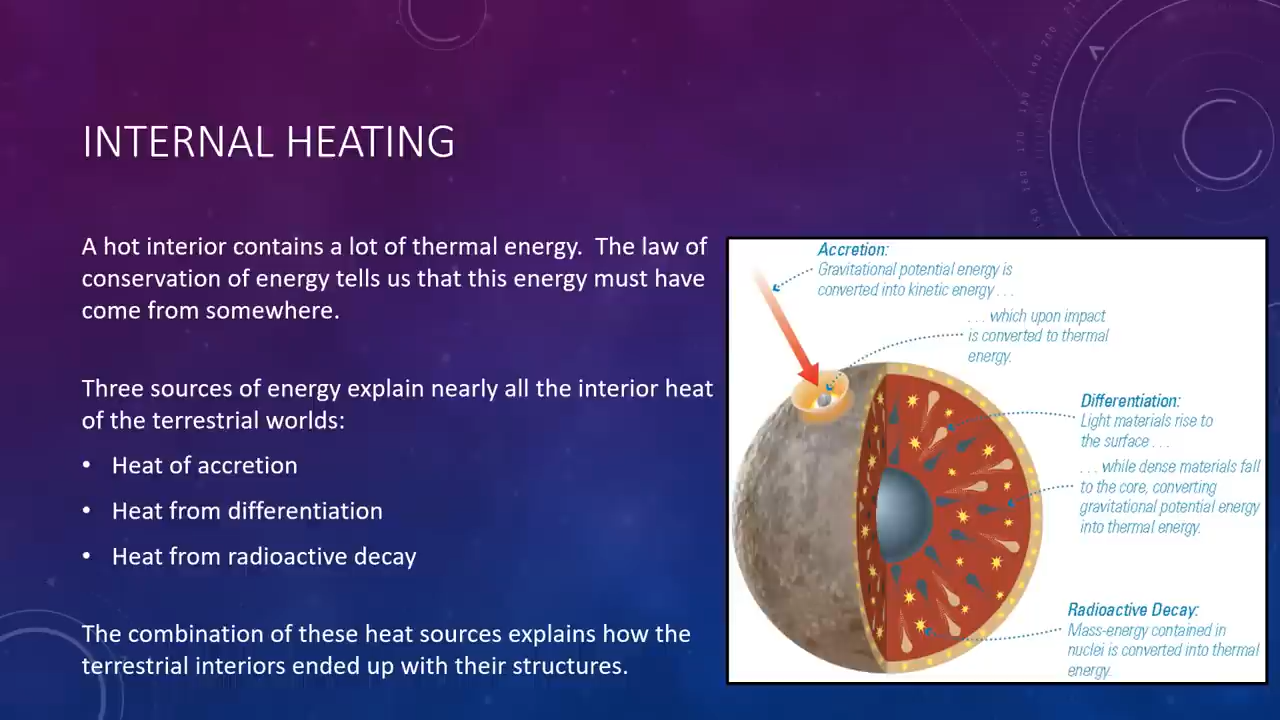 INTERNAL HEATING
A hot interior contains a lot of thermal energy.  The law of
conservation of energy tells us that this energy must have
come from somewhere.
Three sources of energy explain nearly all the interior heat
of the terrestrial worlds:
• Heat of accretion
• Heat from differentiation
• Heat from radioactive decay
The combination of these heat sources explains how the
terrestrial interiors ended up with their structures.
Accretion:
Gravitational potential energy is
converted into kinetic energy . . .
. . . which upon impact
is converted to thermal
energy.
Differentiation:
Light materials rise to
the surface . . .
. . . while dense materials fall
to the core, converting
gravitational potential energy
into thermal energy.
Radioactive Decay:
Mass-energy contained in
nuclei is converted into thermal
energy.
160 170 180 190 200